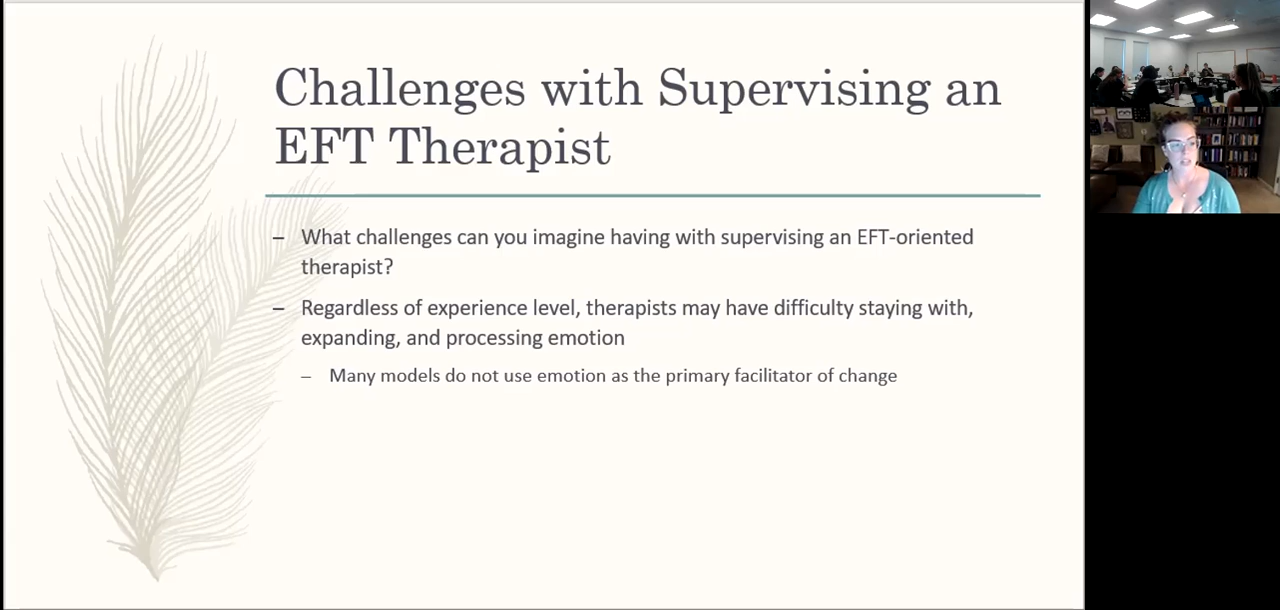 Challenges with Supervising an
EFT Therapist
– What challenges can you imagine having with supervising an EFT-oriented
therapist?
– Regardless of experience level, therapists may have difficulty staying with,
expanding, and processing emotion
– Many models do not use emotion as the primary facilitator of change